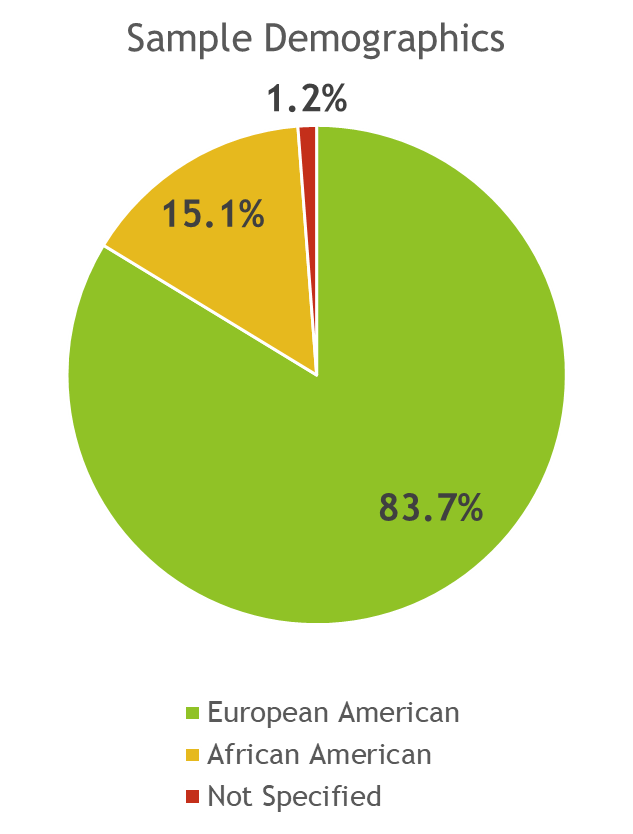 Sample Demographics
1.2%
15.1%
83.7%
European American
African American
Not Specified